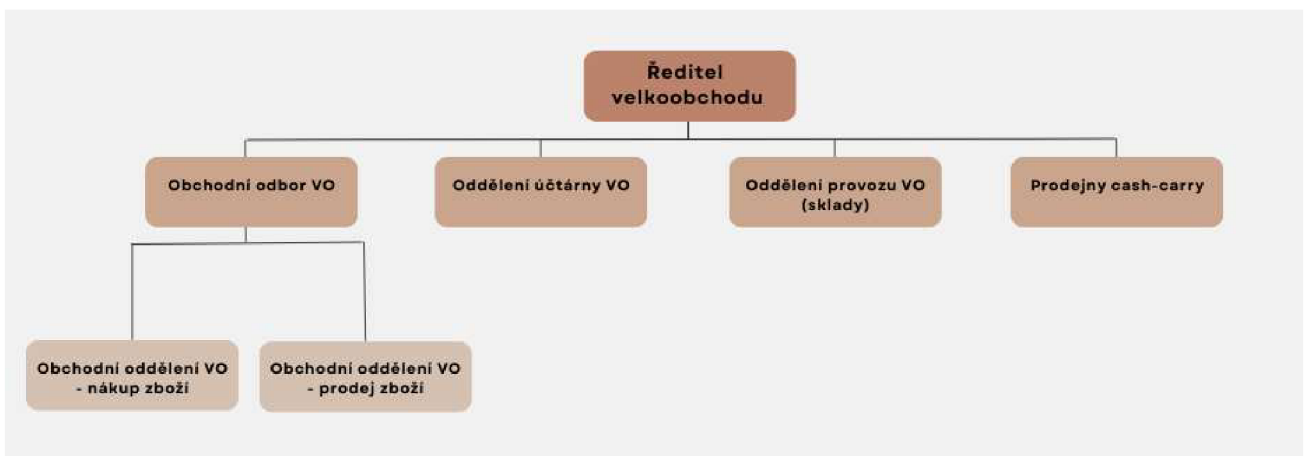 Ředitel
velkoobchodu
Obchodní odbor VO
Oddělení účtárny VO
Oddělení provozu VO
(sklady)
Prodejny cash-carry
Obchodní oddělení VO
- nákup zboží
Obchodní oddělení VO
- prodej zboží